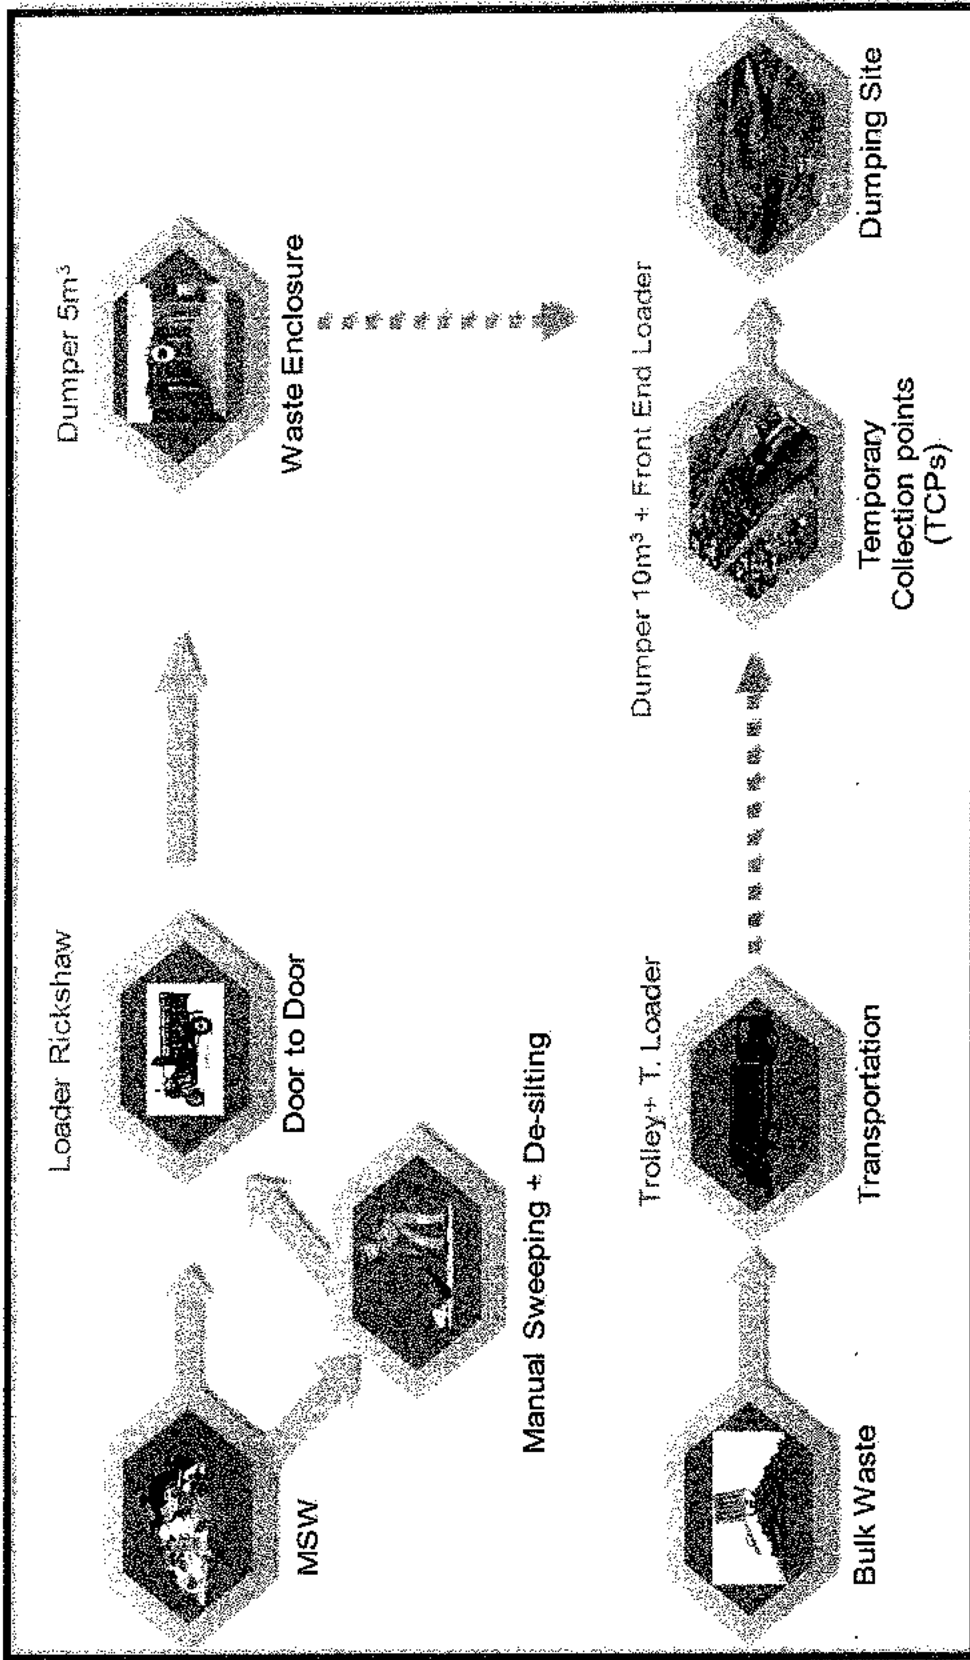 Loader Rickshaw
Dumper 5m³
MSW
Door to Door
Waste Enclosure
Manual Sweeping + De-silting
Trolley+ T. Loader
Dumper 10m³ + Front End Loader
Bulk Waste
Transportation
Temporary
Collection points
(TCPs)
Dumping Site